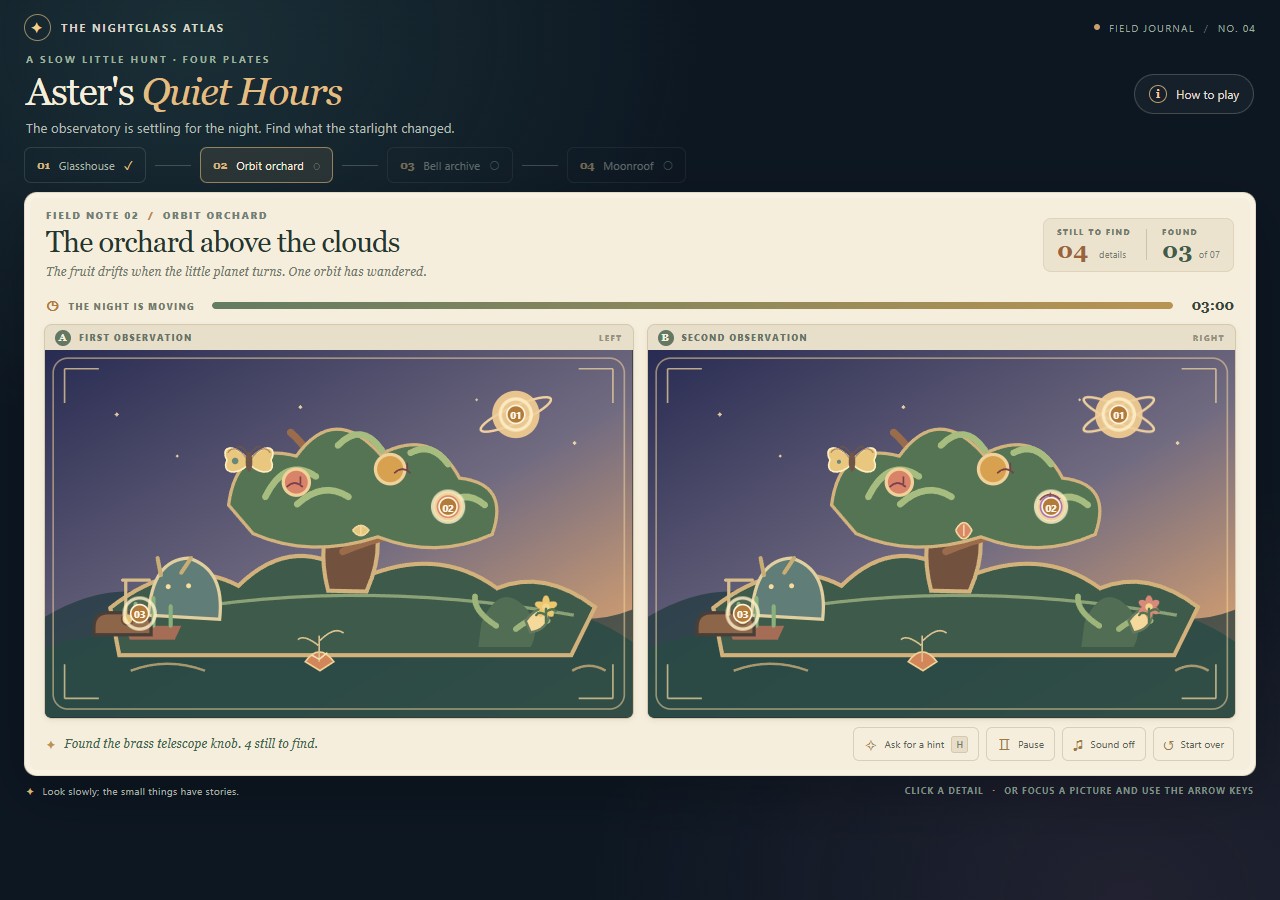 THE NIGHTGLASS ATLAS
FIELD JOURNAL / NO. 04
A SLOW LITTLE HUNT · FOUR PLATES
Aster's Quiet Hours
How to play
The observatory is settling for the night. Find what the starlight changed.
01 Glasshouse ✓
02 Orbit orchard
03 Bell archive
04 Moonroof
FIELD NOTE 02 / ORBIT ORCHARD
The orchard above the clouds
The fruit drifts when the little planet turns. One orbit has wandered.
STILL TO FIND
04 details
FOUND
03 of 07
THE NIGHT IS MOVING
03:00
A FIRST OBSERVATION LEFT
B SECOND OBSERVATION RIGHT
01
02
03
01
02
03
Found the brass telescope knob. 4 still to find.
Ask for a hint H
Pause
Sound off
Start over
Look slowly; the small things have stories.
CLICK A DETAIL · OR FOCUS A PICTURE AND USE THE ARROW KEYS